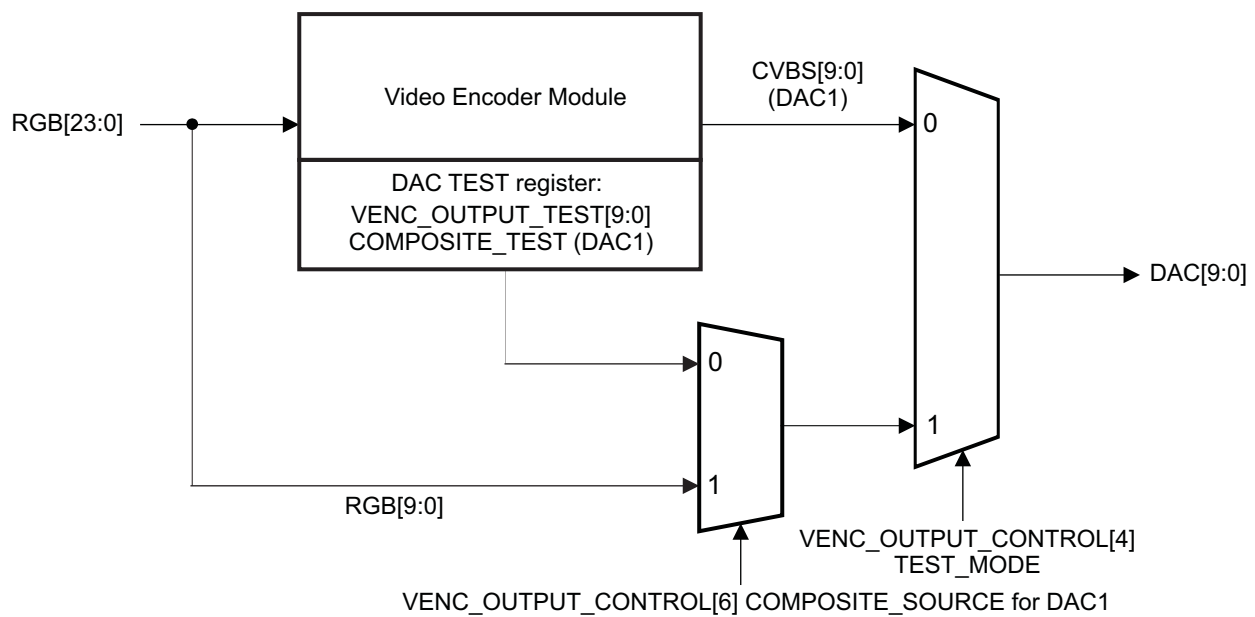 CVBS[9:0]
(DAC1)
Video Encoder Module
RGB[23:0]
0
DAC TEST register:
VENC_OUTPUT_TEST[9:0]
COMPOSITE_TEST (DAC1)
DAC[9:0]
0
1
1
RGB[9:0]
VENC_OUTPUT_CONTROL[4]
TEST_MODE
VENC_OUTPUT_CONTROL[6] COMPOSITE_SOURCE for DAC1